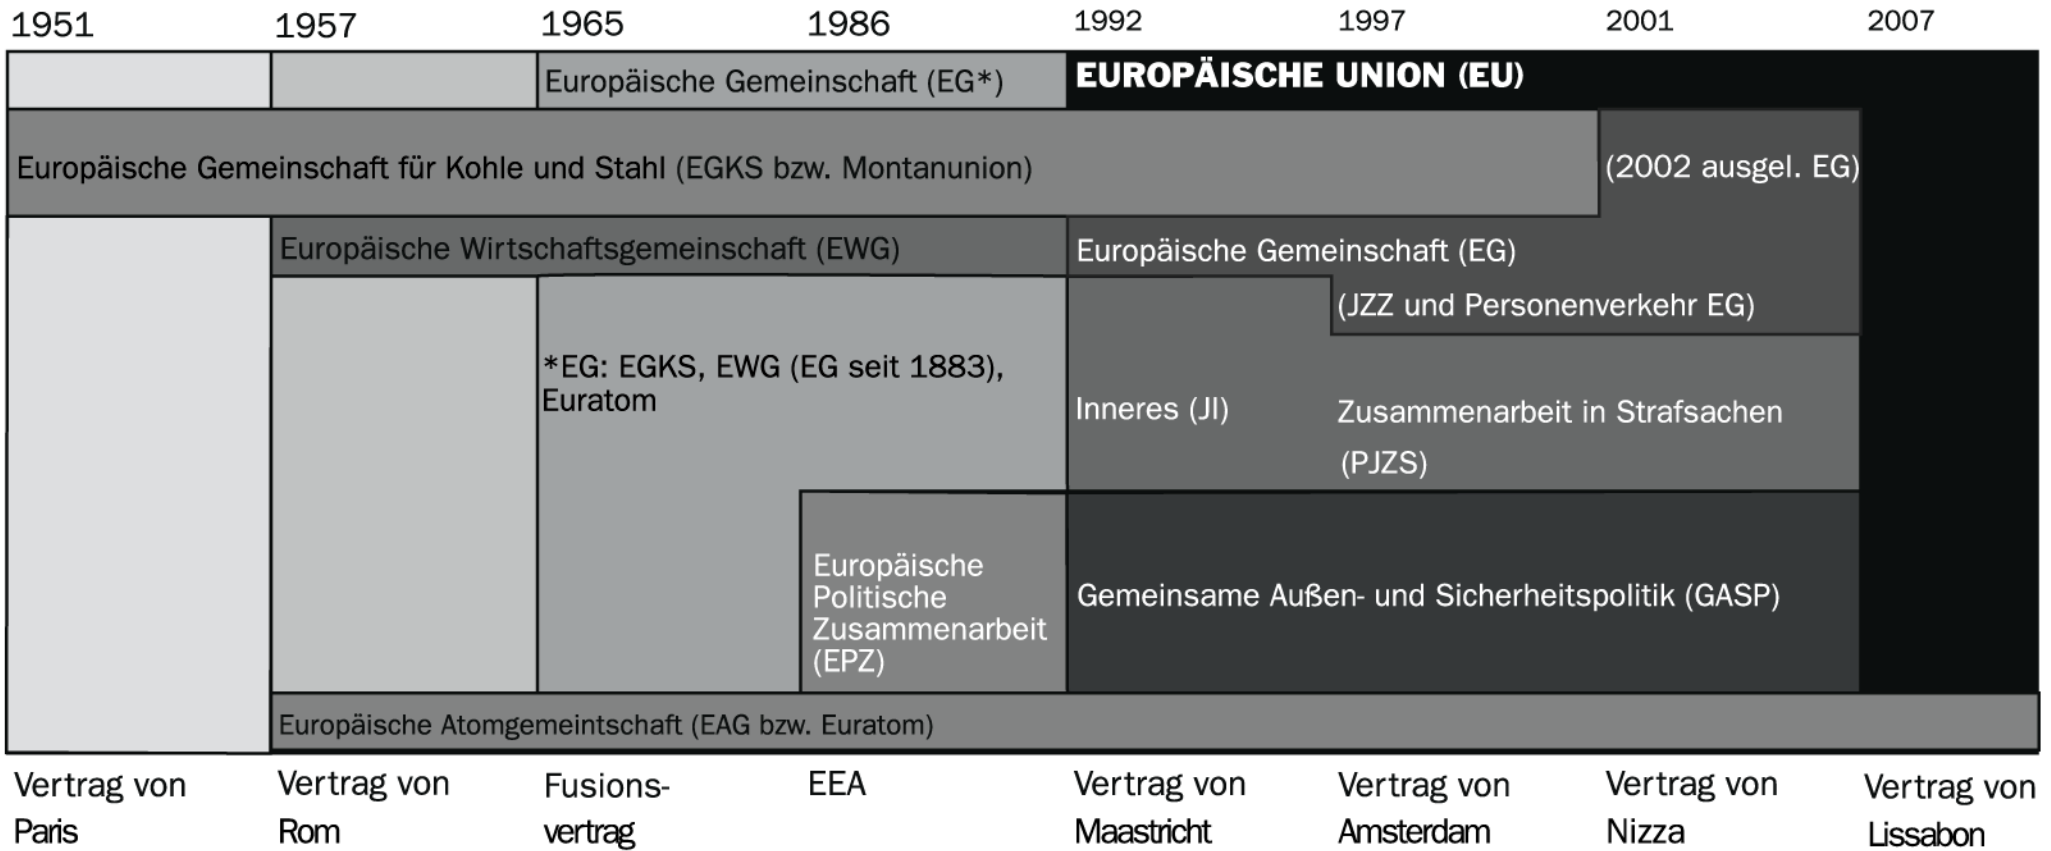 1951 1957 1965 1986 1992 1997 2001 2007
Europäische Gemeinschaft (EG*)
EUROPÄISCHE UNION (EU)
Europäische Gemeinschaft für Kohle und Stahl (EGKS bzw. Montanunion)
(2002 ausgel. EG)
Europäische Wirtschaftsgemeinschaft (EWG)
Europäische Gemeinschaft (EG)
(JZZ und Personenverkehr EG)
*EG: EGKS, EWG (EG seit 1883),
Euratom
Inneres (JI)
Zusammenarbeit in Strafsachen
(PJZS)
Europäische
Politische
Zusammenarbeit
(EPZ)
Gemeinsame Außen- und Sicherheitspolitik (GASP)
Europäische Atomgemeintschaft (EAG bzw. Euratom)
Vertrag von
Paris
Vertrag von
Rom
Fusions-
vertrag
EEA
Vertrag von
Maastricht
Vertrag von
Amsterdam
Vertrag von
Nizza
Vertrag von
Lissabon